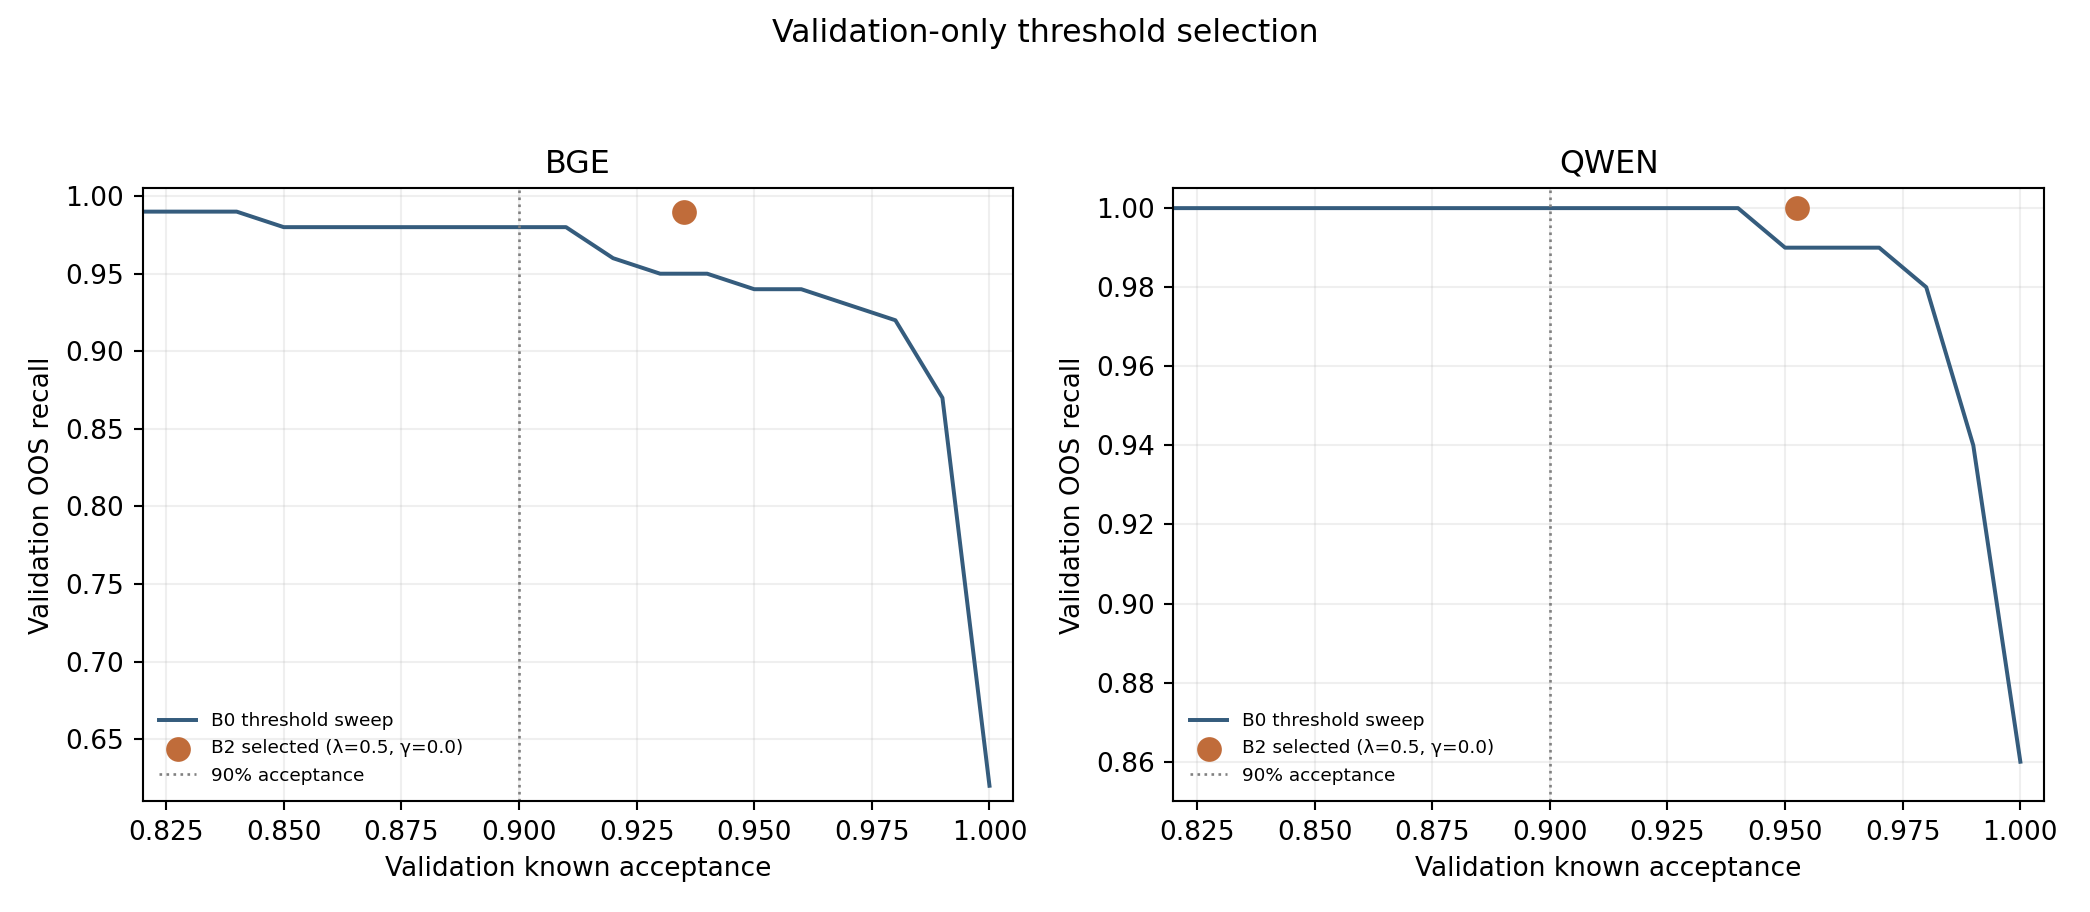 Validation-only threshold selection
BGE
Validation OOS recall
1.00
0.95
0.90
0.85
0.80
0.75
0.70
0.65
B0 threshold sweep
B2 selected (λ=0.5, γ=0.0)
90% acceptance
0.825 0.850 0.875 0.900 0.925 0.950 0.975 1.000
Validation known acceptance
QWEN
Validation OOS recall
1.00
0.98
0.96
0.94
0.92
0.90
0.88
0.86
B0 threshold sweep
B2 selected (λ=0.5, γ=0.0)
90% acceptance
0.825 0.850 0.875 0.900 0.925 0.950 0.975 1.000
Validation known acceptance